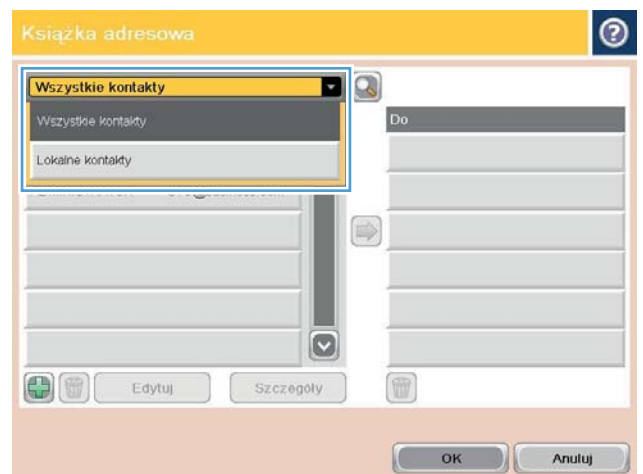 Książka adresowa
Wszystkie kontakty
Wszystkie kontakty
Do
Lokalne kontakty
Edytuj
Szczegóły
OK
Anuluj